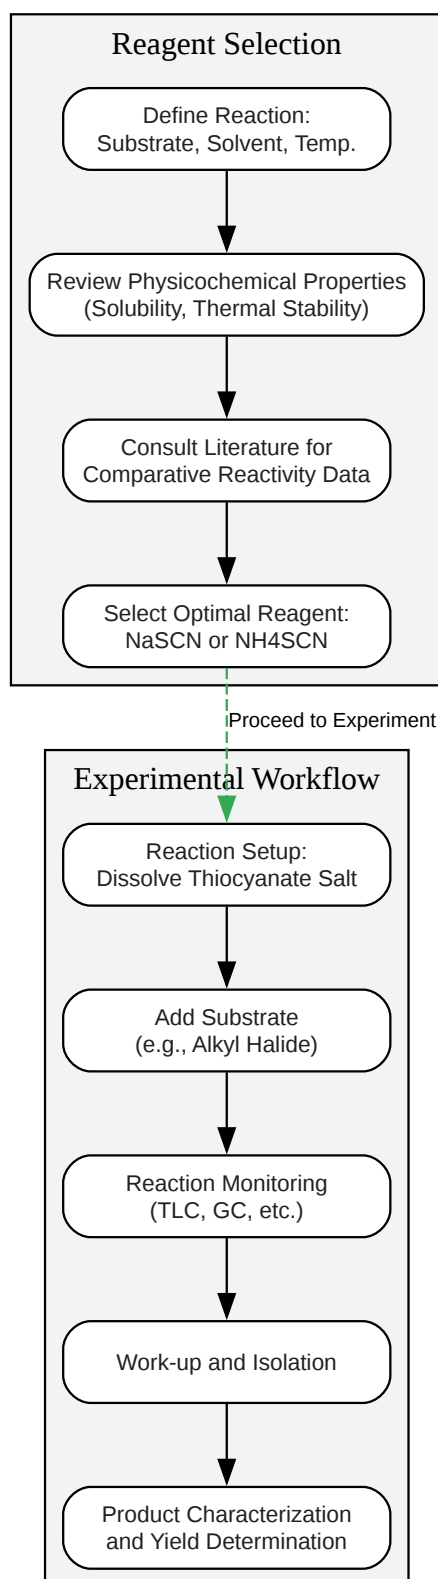 Reagent Selection
Define Reaction:
Substrate, Solvent, Temp.
Review Physicochemical Properties
(Solubility, Thermal Stability)
Consult Literature for
Comparative Reactivity Data
Select Optimal Reagent:
NaSCN or NH4SCN
Proceed to Experiment
Experimental Workflow
Reaction Setup:
Dissolve Thiocyanate Salt
Add Substrate
(e.g., Alkyl Halide)
Reaction Monitoring
(TLC, GC, etc.)
Work-up and Isolation
Product Characterization
and Yield Determination